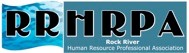 RRHRPA
Rock River
Human Resource Professional Association